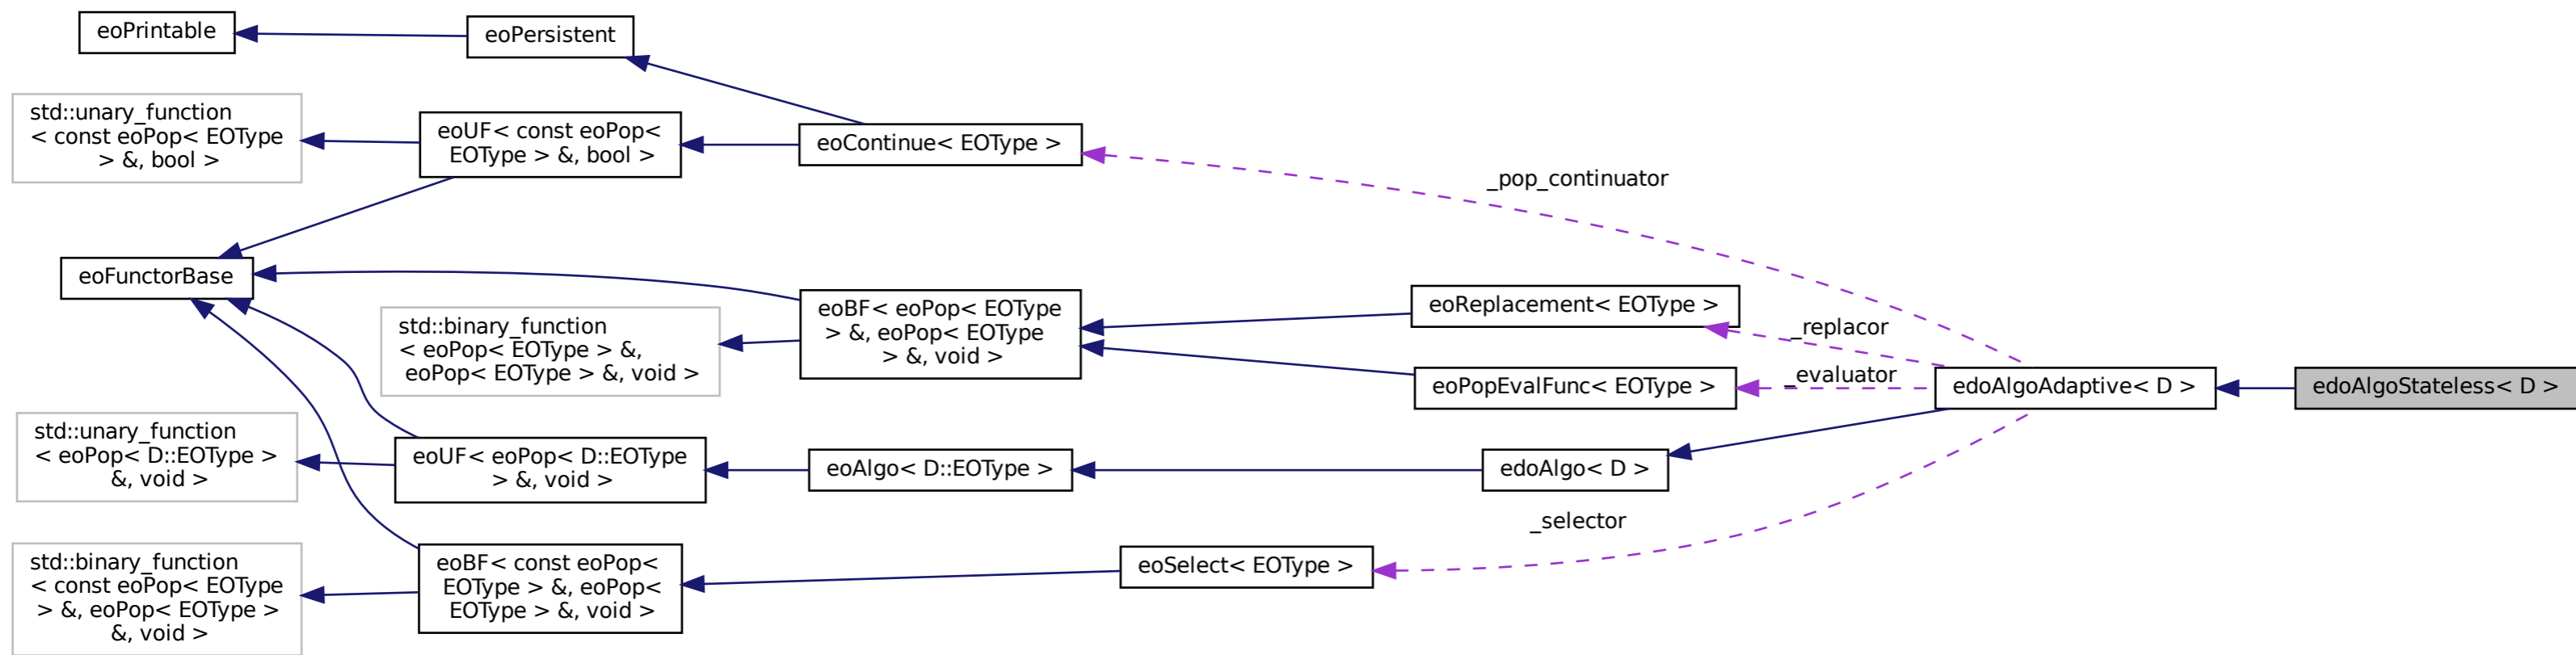 eoPrintable
eoPersistent
std::unary_function
< const eoPop< EOType
> &, bool >
eoUF< const eoPop<
EOType > &, bool >
eoContinue< EOType >
_pop_continuator
eoFunctorBase
std::binary_function
< eoPop< EOType > &,
eoPop< EOType > &, void >
eoBF< eoPop< EOType
> &, eoPop< EOType
> &, void >
eoReplacement< EOType >
_replacor
eoPopEvalFunc< EOType >
_evaluator
edoAlgoAdaptive< D >
edoAlgoStateless< D >
std::unary_function
< eoPop< D::EOType >
&, void >
eoUF< eoPop< D::EOType
> &, void >
eoAlgo< D::EOType >
edoAlgo< D >
_selector
std::binary_function
< const eoPop< EOType
> &, eoPop< EOType >
&, void >
eoBF< const eoPop<
EOType > &, eoPop<
EOType > &, void >
eoSelect< EOType >